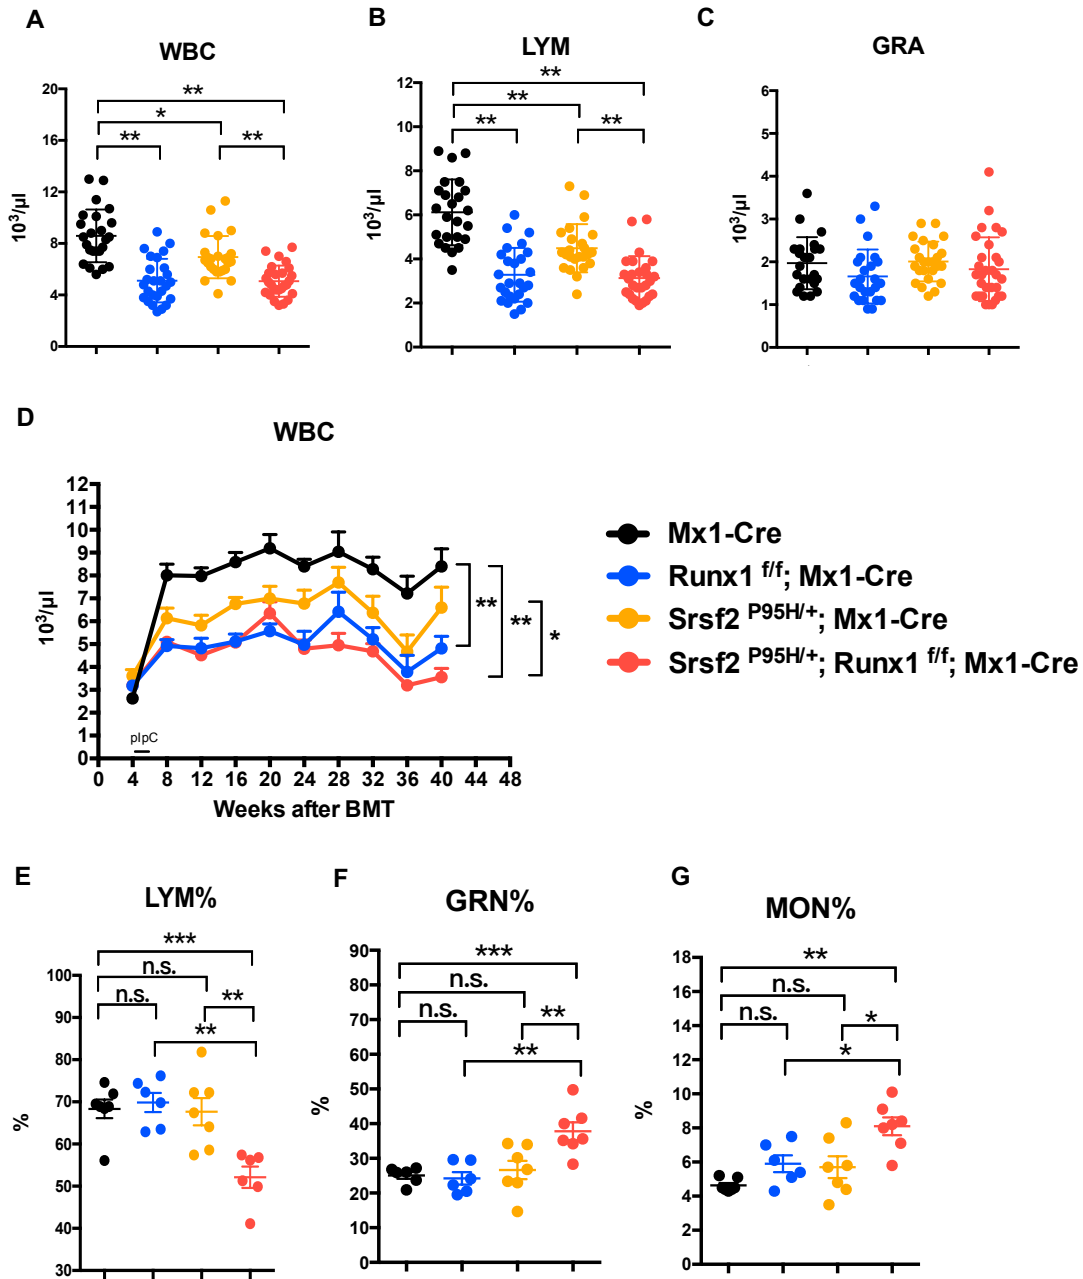 A
B
C
WBC
LYM
GRA
20
16
12
8
4
0
10³/µl
**
*
**
**
12
10
8
6
4
2
0
10³/µl
**
**
**
**
6
5
4
3
2
1
0
10³/µl
D
WBC
12
11
10
9
8
7
6
5
4
3
2
1
0
10³/µl
**
**
*
pIpC
0 4 8 12 16 20 24 28 32 36 40 44 48
Weeks after BMT
Mx1-Cre
Runx1 f/f; Mx1-Cre
Srsf2 P95H/+; Mx1-Cre
Srsf2 P95H/+; Runx1 f/f; Mx1-Cre
E
F
G
LYM%
GRN%
MON%
100
90
80
70
60
50
40
30
%
***
n.s.
n.s.
**
**
90
80
70
60
50
40
30
20
10
0
%
***
n.s.
n.s.
**
**
18
16
14
12
10
8
6
4
2
0
%
**
n.s.
n.s.
*
*